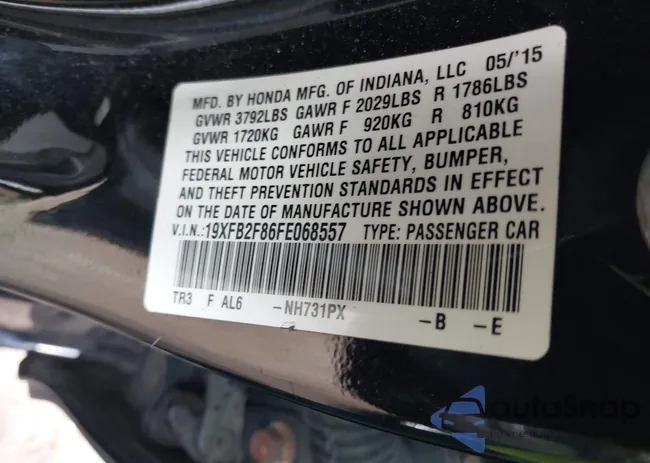 MFD. BY HONDA MFG. OF INDIANA, LLC 05/'15
GVWR 3792LBS GAWR F 2029LBS R 1786LBS
GVWR 1720KG GAWR F 920KG R 810KG
THIS VEHICLE CONFORMS TO ALL APPLICABLE
FEDERAL MOTOR VEHICLE SAFETY, BUMPER,
AND THEFT PREVENTION STANDARDS IN EFFECT
ON THE DATE OF MANUFACTURE SHOWN ABOVE.
V.I.N.:19XFB2F86FE068557 TYPE: PASSENGER CAR
TR3 F AL6 -NH731PX -B -E
AutoSnap